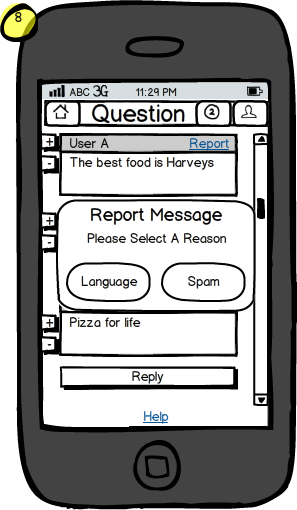 8
ABC 3G 11:29 PM
Question 2
+ User A Report
- The best food is Harveys
+
-
Report Message
Please Select A Reason
Language Spam
+ Pizza for life
-
Reply
Help